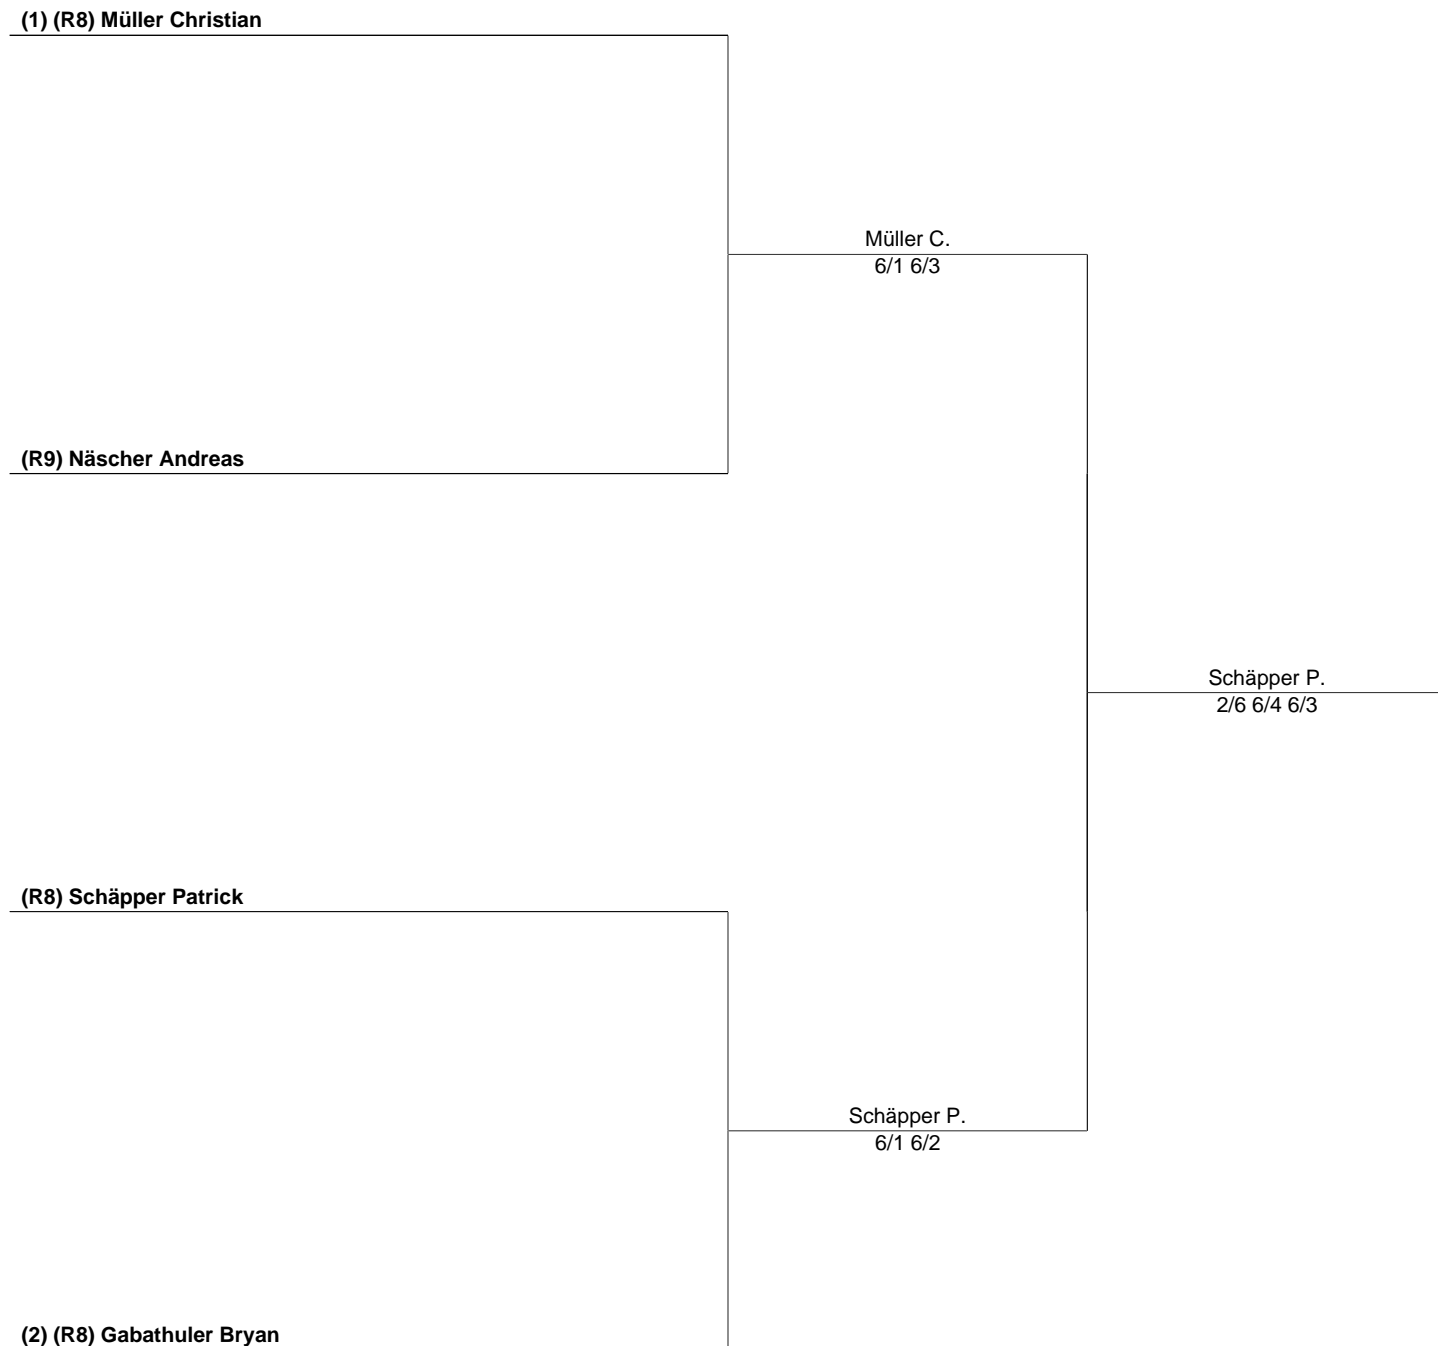 (1) (R8) Müller Christian
Müller C.
6/1 6/3
(R9) Näscher Andreas
Schäpper P.
2/6 6/4 6/3
(R8) Schäpper Patrick
Schäpper P.
6/1 6/2
(2) (R8) Gabathuler Bryan